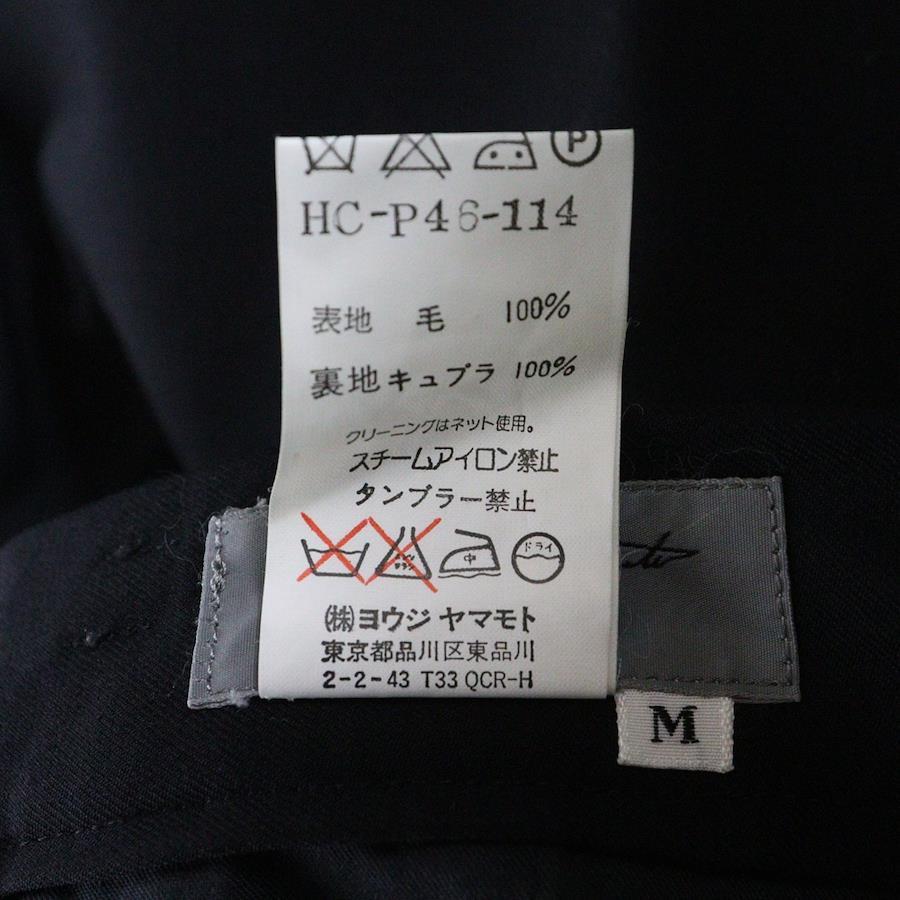 P
HC-P46-114
表地 毛 100%
裏地 キュプラ 100%
クリーニングはネット使用。
スチームアイロン禁止
タンブラー禁止
中 ドライ
(株)ヨウジ ヤマモト
東京都品川区東品川
2-2-43 T33 QCR-H
M